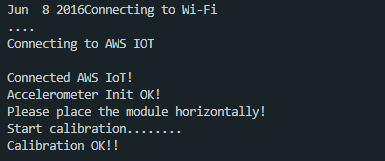 Jun  8 2016Connecting to Wi-Fi
....
Connecting to AWS IOT
Connected AWS IoT!
Accelerometer Init OK!
Please place the module horizontally!
Start calibration........
Calibration OK!!